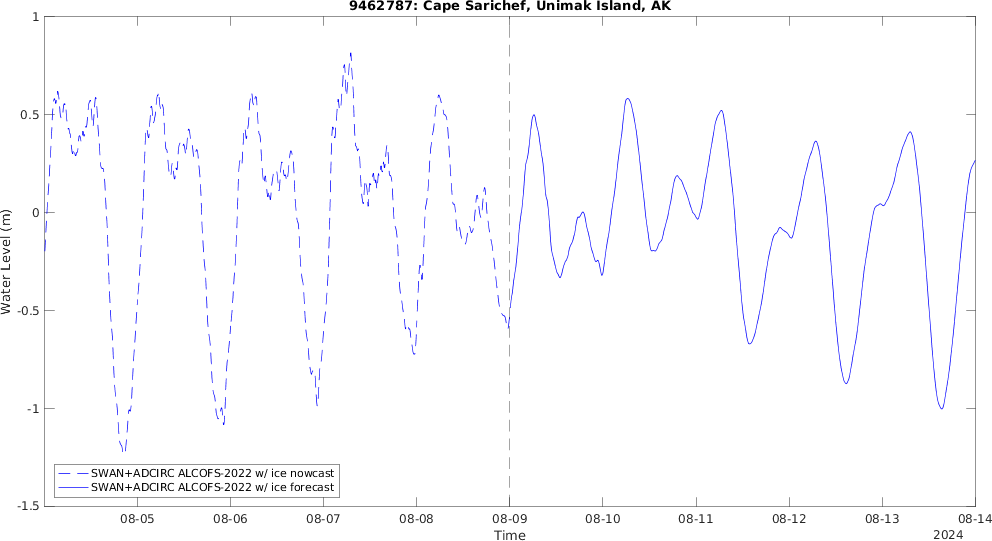 9462787: Cape Sarichef, Unimak Island, AK
1
0.5
0
-0.5
-1
-1.5
Water Level (m)
SWAN+ADCIRC ALCOFS-2022 w/ ice nowcast
SWAN+ADCIRC ALCOFS-2022 w/ ice forecast
08-05 08-06 08-07 08-08 08-09 08-10 08-11 08-12 08-13 08-14
Time
2024